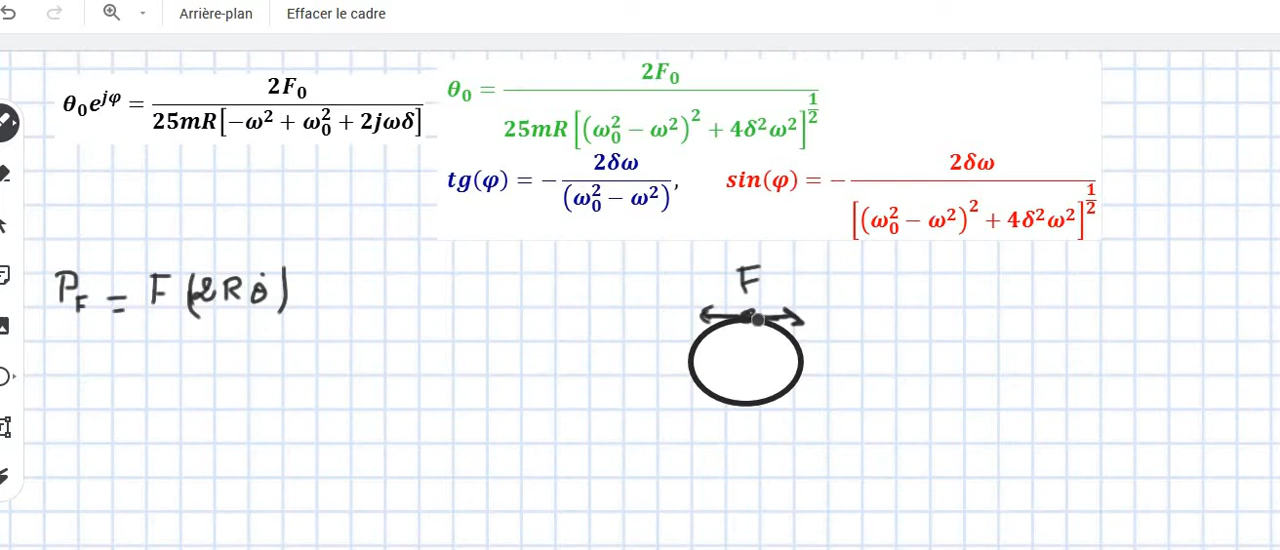 Arrière-plan Effacer le cadre
θ₀e^{jφ} = 2F₀ / 25mR[−ω² + ω₀² + 2jωδ]
θ₀ = 2F₀ / 25mR[(ω₀² − ω²)² + 4δ²ω²]^{1/2}
tg(φ) = − 2δω / (ω₀² − ω²), sin(φ) = − 2δω / [(ω₀² − ω²)² + 4δ²ω²]^{1/2}
P_F = F (2Rθ̇)
F